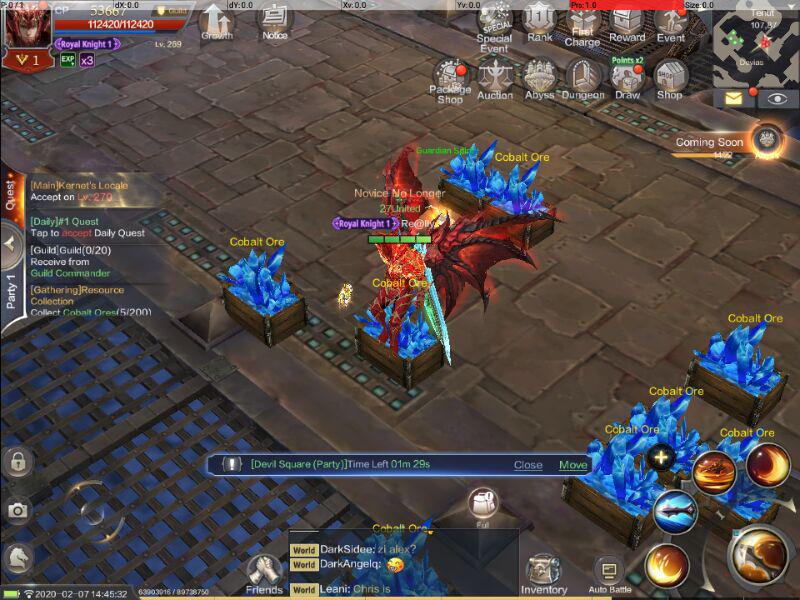 P:0/1 dX:0.0 dY:0.0 Xv:0.0 Yv:0.0 Prs:1.0 Size:0.0
CP 53667 Guild
112420/112420
Royal Knight 1 Lv. 269
1 EXP x3
Growth
Notice
SPECIAL
Special Event
Rank
First Charge
Reward
Event
107,87
Devias
Points x2
Package Shop
Auction
Abyss
Dungeon
Draw
Shop
Coming Soon
Quest
Party 1
[Main]Kernet's Locale
Accept on Lv. 270
[Daily]#1 Quest
Tap to accept Daily Quest
[Guild]Guild(0/20)
Receive from
Guild Commander
[Gathering]Resource
Collection
Collect Cobalt Ores(5/200)
Cobalt Ore
Novice No Longer
27United
Royal Knight 1
Cobalt Ore
Cobalt Ore
Cobalt Ore
Cobalt Ore
Cobalt Ore
Cobalt Ore
[Devil Square (Party)]Time Left 01m 29s Close Move
Full
Cobalt Ore
World DarkSidee: zi alex?
World DarkAngelq:
World Leani: Chris is
Friends
Inventory
Auto Battle
2020-02-07 14:45:32 63903916 / 89738750